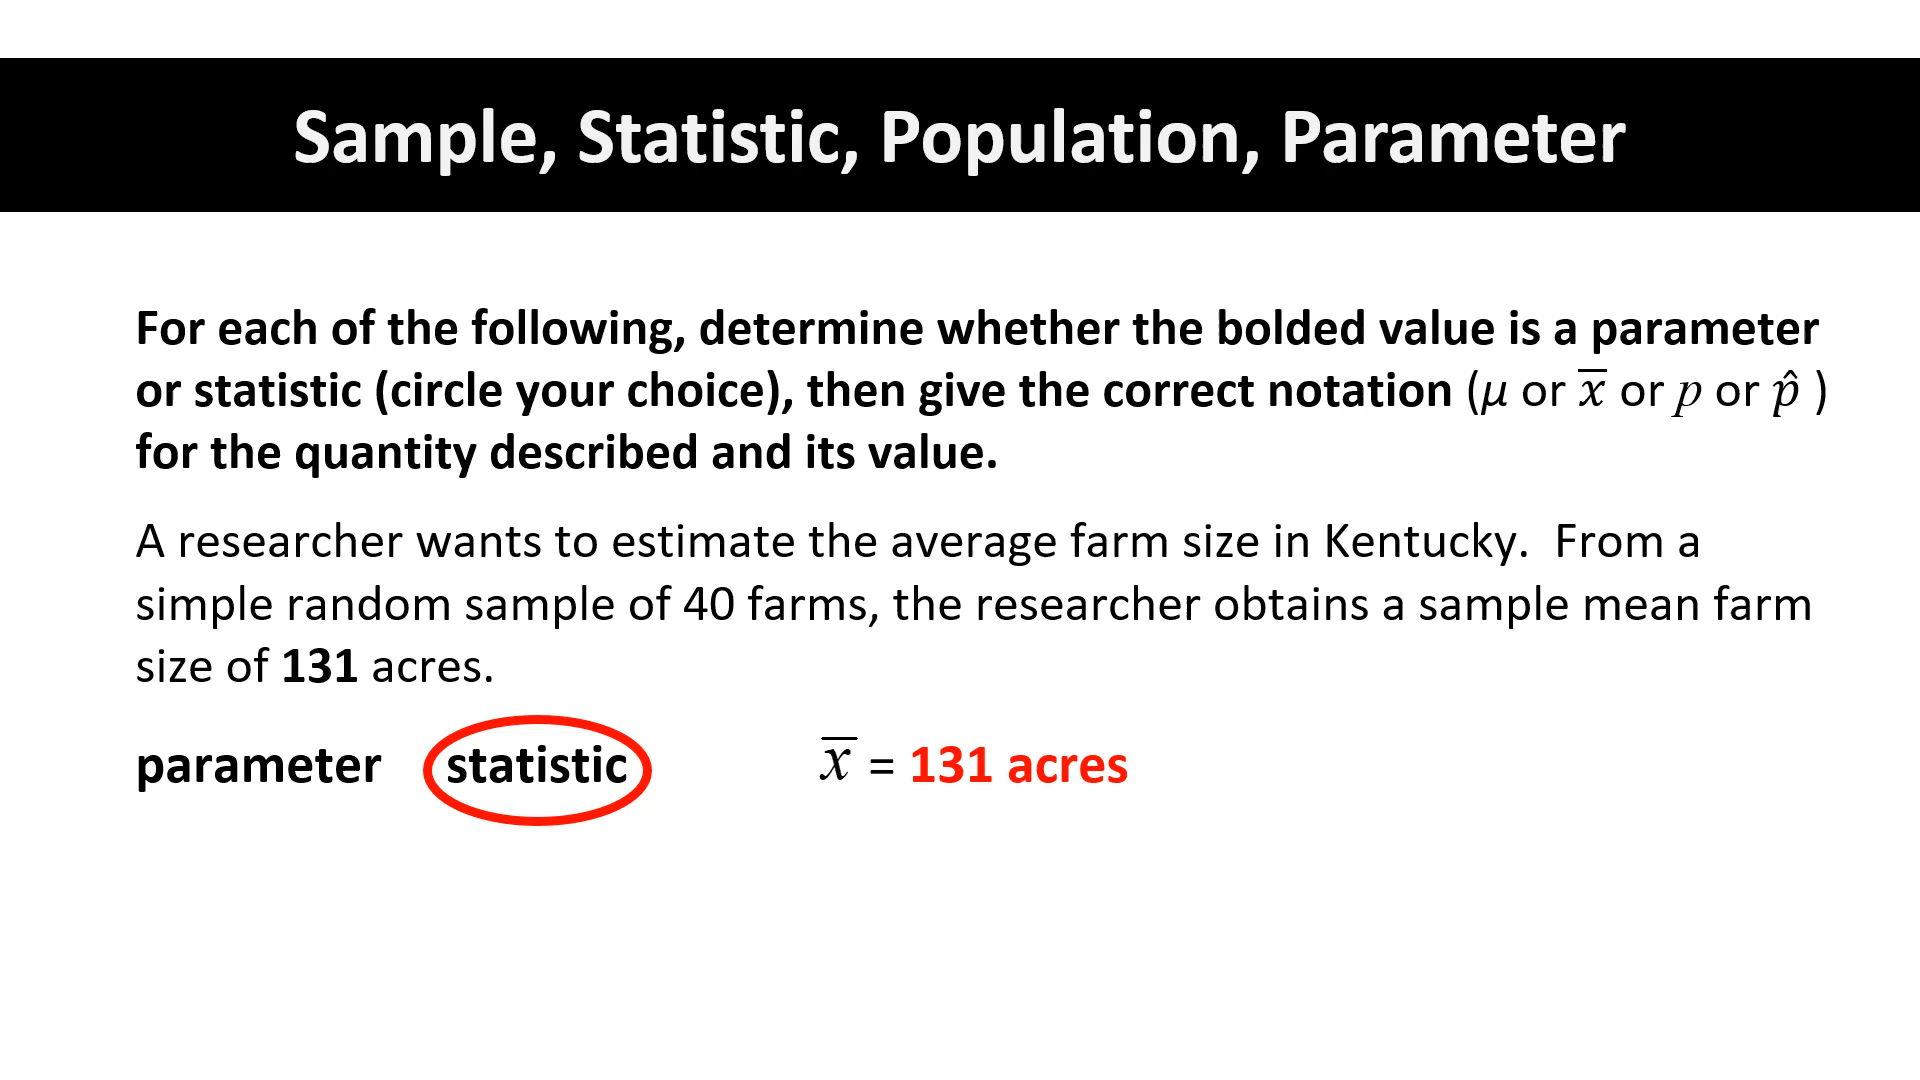 Sample, Statistic, Population, Parameter
For each of the following, determine whether the bolded value is a parameter
or statistic (circle your choice), then give the correct notation (μ or x̅ or p or p̂ )
for the quantity described and its value.
A researcher wants to estimate the average farm size in Kentucky.  From a
simple random sample of 40 farms, the researcher obtains a sample mean farm
size of 131 acres.
parameter statistic x̅ = 131 acres